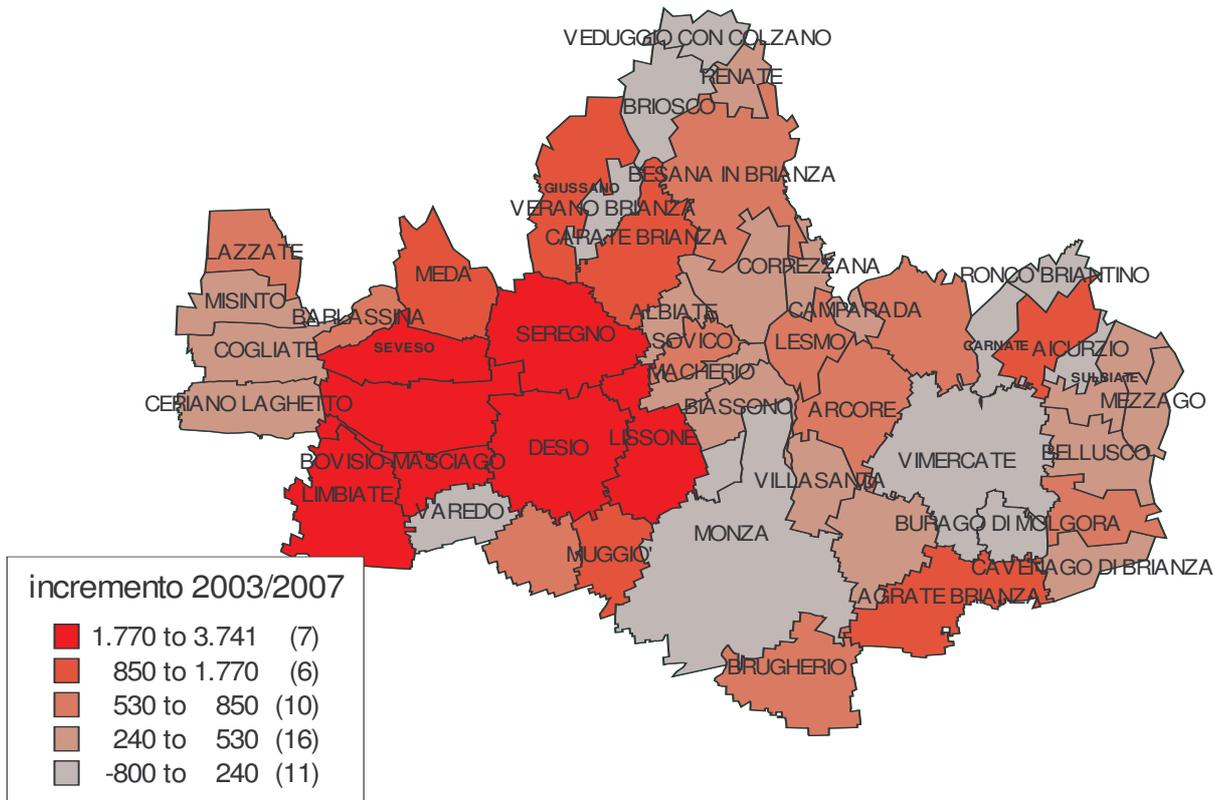 VEDUGGIO CON COLZANO
RENATE
BRIOSCO
BESANA IN BRIANZA
GIUSSANO
VERANO BRIANZA
CARATE BRIANZA
LAZZATE
MEDA
CORREZZANA
RONCO BRIANTINO
MISINTO
BARLASSINA
ALBIATE
CAMPARADA
SEREGNO
SOVICO
LESMO
COGLIATE
SEVESO
CARNATE
AICURZIO
MACHERIO
SULBIATE
CERIANO LAGHETTO
BIASSONO
ARCORE
MEZZAGO
DESIO
LISSONE
BOVISIO-MASCIAGO
VIMERCATE
BELLUSCO
LIMBIATE
VILLASANTA
VAREDO
MONZA
BURAGO DI MOLGORA
MUGGIO'
CAVENAGO DI BRIANZA
AGRATE BRIANZA
BRUGHERIO
incremento 2003/2007
1.770 to 3.741 (7)
850 to 1.770 (6)
530 to 850 (10)
240 to 530 (16)
-800 to 240 (11)